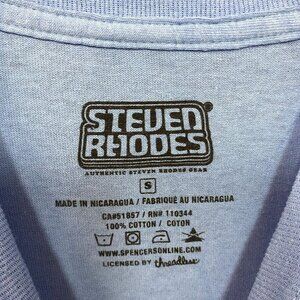 STEVEN
RHODES
AUTHENTIC STEVEN RHODES GEAR
S
MADE IN NICARAGUA / FABRIQUÉ AU NICARAGUA
CA#51857 / RN# 110344
100% COTTON / COTON
WWW.SPENCERSONLINE.COM
LICENSED BY threadless